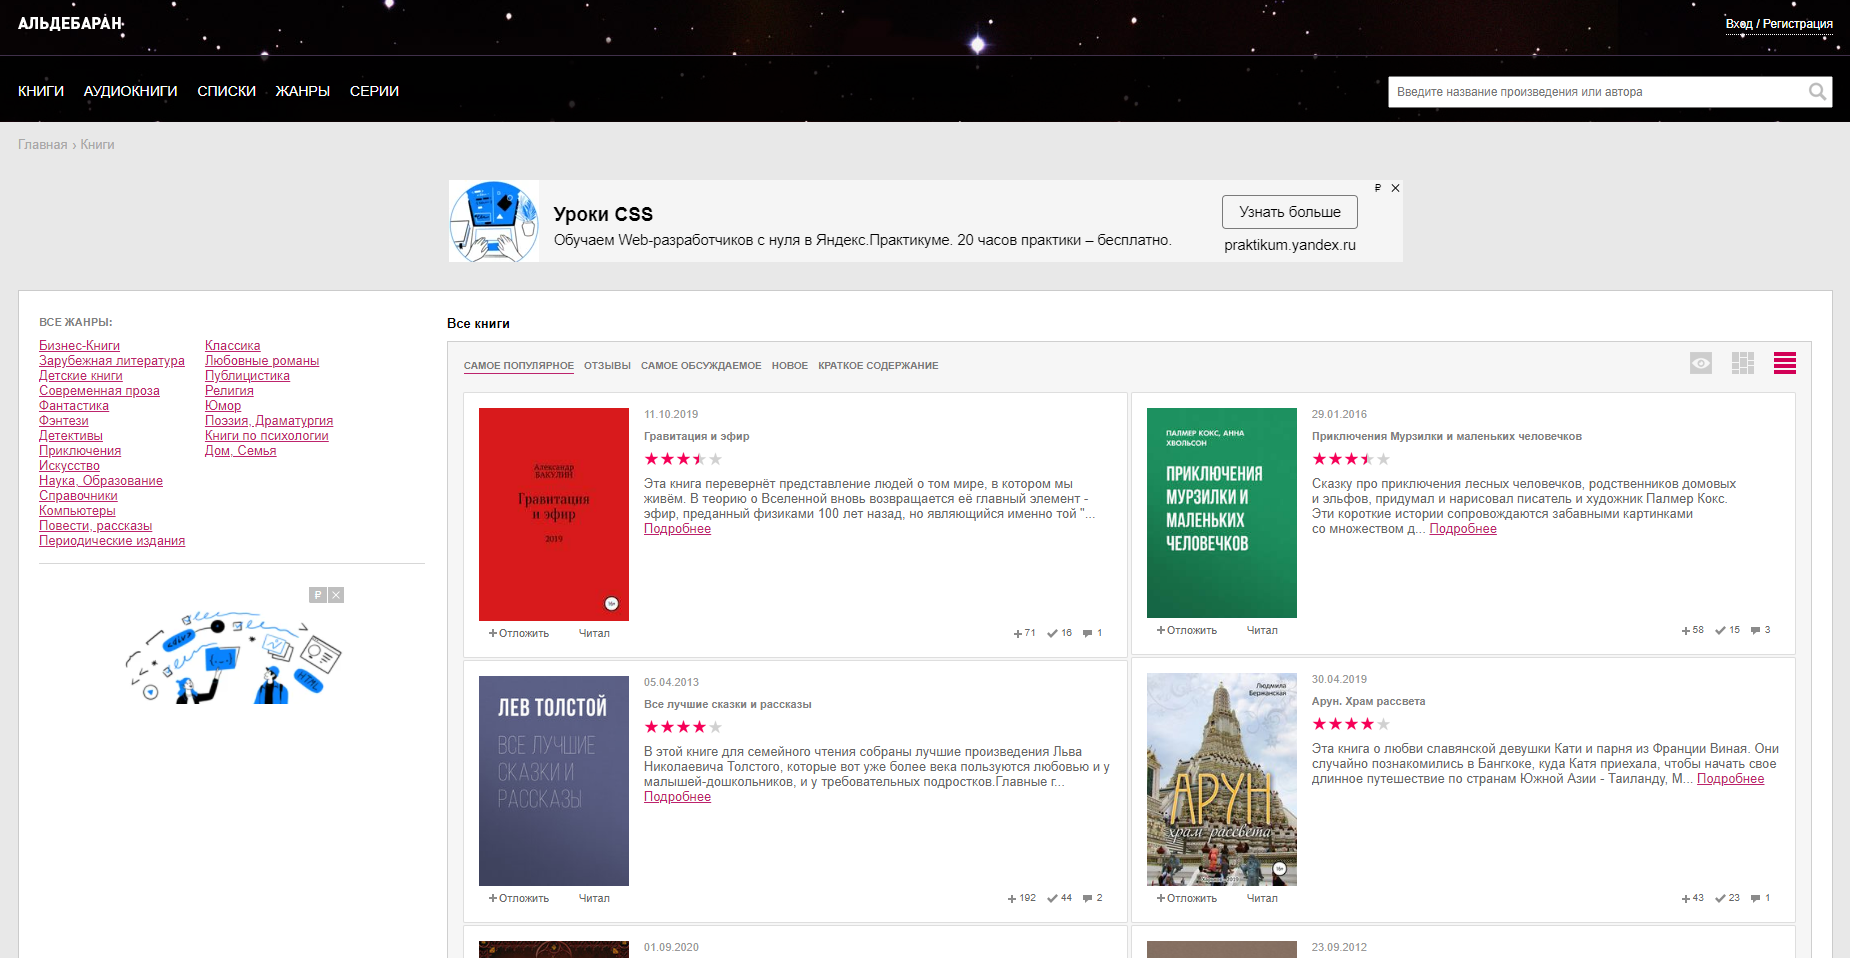 АЛЬДЕБАРАН
Вход / Регистрация
КНИГИ АУДИОКНИГИ СПИСКИ ЖАНРЫ СЕРИИ
Введите название произведения или автора
Главная › Книги
Уроки CSS
Обучаем Web-разработчиков с нуля в Яндекс.Практикуме. 20 часов практики – бесплатно.
Узнать больше
praktikum.yandex.ru
ВСЕ ЖАНРЫ:
Бизнес-Книги
Зарубежная литература
Детские книги
Современная проза
Фантастика
Фэнтези
Детективы
Приключения
Искусство
Наука, Образование
Справочники
Компьютеры
Повести, рассказы
Периодические издания
Классика
Любовные романы
Публицистика
Религия
Юмор
Поэзия, Драматургия
Книги по психологии
Дом, Семья
HTML
Все книги
САМОЕ ПОПУЛЯРНОЕ ОТЗЫВЫ САМОЕ ОБСУЖДАЕМОЕ НОВОЕ КРАТКОЕ СОДЕРЖАНИЕ
Александр
БАКУЛИН
Гравитация
и эфир
2019
11.10.2019
Гравитация и эфир
Эта книга перевернёт представление людей о том мире, в котором мы
живём. В теорию о Вселенной вновь возвращается её главный элемент -
эфир, преданный физиками 100 лет назад, но являющийся именно той "...
Подробнее
+Отложить Читал
71 16 1
ПАЛМЕР КОКС, АННА
ХВОЛЬСОН
ПРИКЛЮЧЕНИЯ
МУРЗИЛКИ И
МАЛЕНЬКИХ
ЧЕЛОВЕЧКОВ
29.01.2016
Приключения Мурзилки и маленьких человечков
Сказку про приключения лесных человечков, родственников домовых
и эльфов, придумал и нарисовал писатель и художник Палмер Кокс.
Эти короткие истории сопровождаются забавными картинками
со множеством д... Подробнее
+Отложить Читал
58 15 3
ЛЕВ ТОЛСТОЙ
ВСЕ ЛУЧШИЕ
СКАЗКИ И
РАССКАЗЫ
05.04.2013
Все лучшие сказки и рассказы
В этой книге для семейного чтения собраны лучшие произведения Льва
Николаевича Толстого, которые вот уже более века пользуются любовью и у
малышей-дошкольников, и у требовательных подростков.Главные г...
Подробнее
+Отложить Читал
192 44 2
Людмила
Бержанская
АРУН
храм рассвета
30.04.2019
Арун. Храм рассвета
Эта книга о любви славянской девушки Кати и парня из Франции Виная. Они
случайно познакомились в Бангкоке, куда Катя приехала, чтобы начать свое
длинное путешествие по странам Южной Азии - Таиланду, М... Подробнее
+Отложить Читал
43 23 1
01.09.2020
23.09.2012